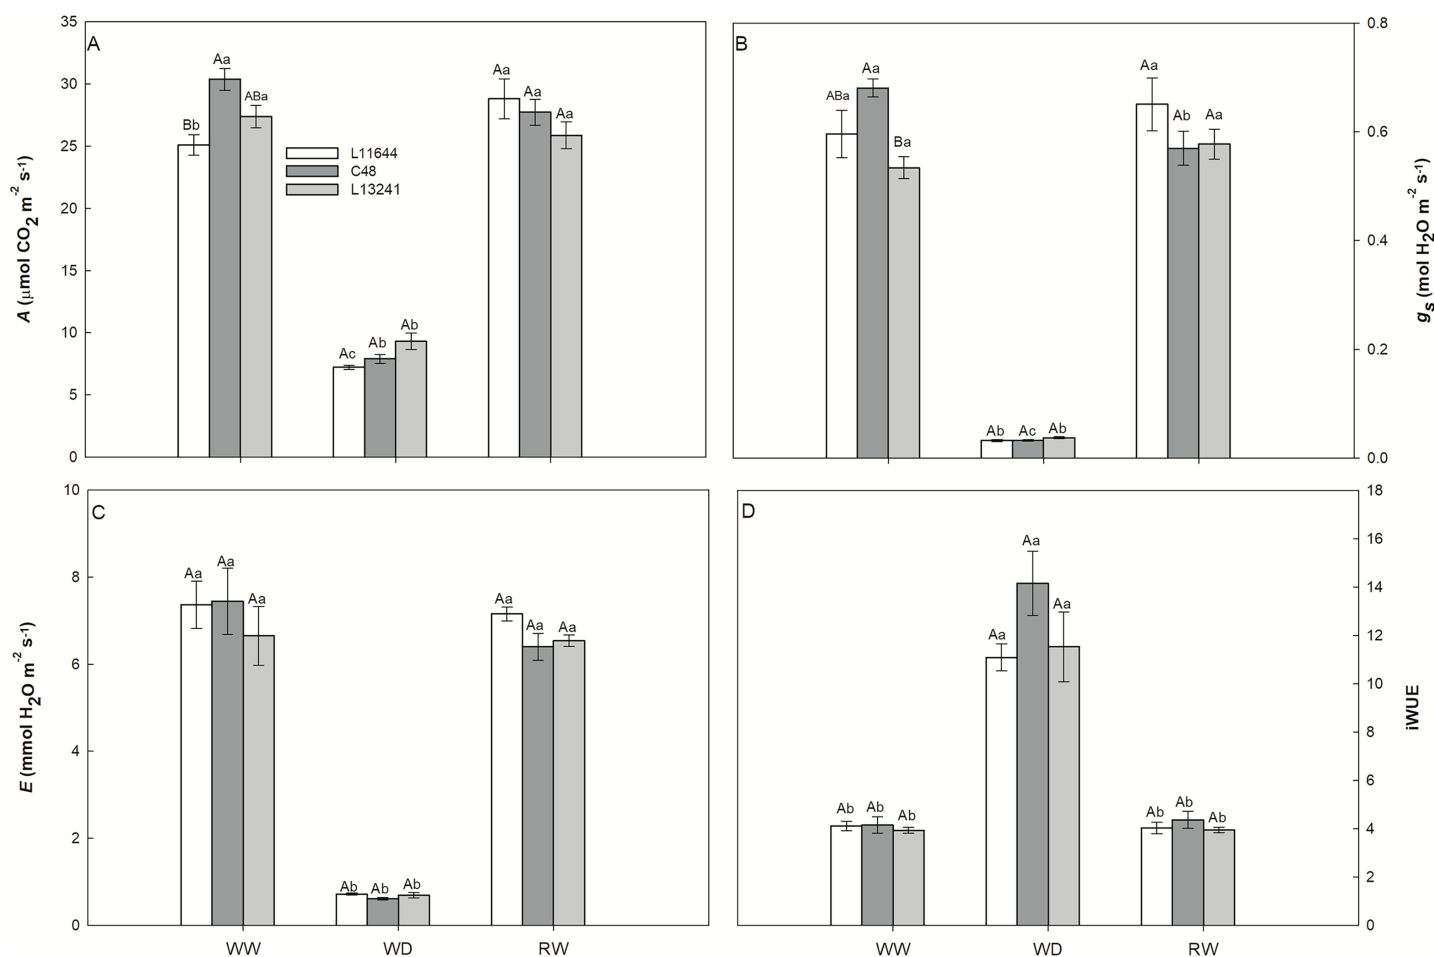 A
35
30
25
20
15
10
5
0
A (μmol CO2 m-2 s-1)
Bb Aa ABa
Ac Ab Ab
Aa Aa Aa
L11644
C48
L13241
B
0.8
0.6
0.4
0.2
0.0
gs (mol H2O m-2 s-1)
ABa Aa Ba
Ab Ac Ab
Aa Ab Aa
C
10
8
6
4
2
0
E (mmol H2O m-2 s-1)
Aa Aa Aa
Ab Ab Ab
Aa Aa Aa
WW WD RW
D
18
16
14
12
10
8
6
4
2
0
iWUE
Ab Ab Ab
Aa Aa Aa
Ab Ab Ab
WW WD RW